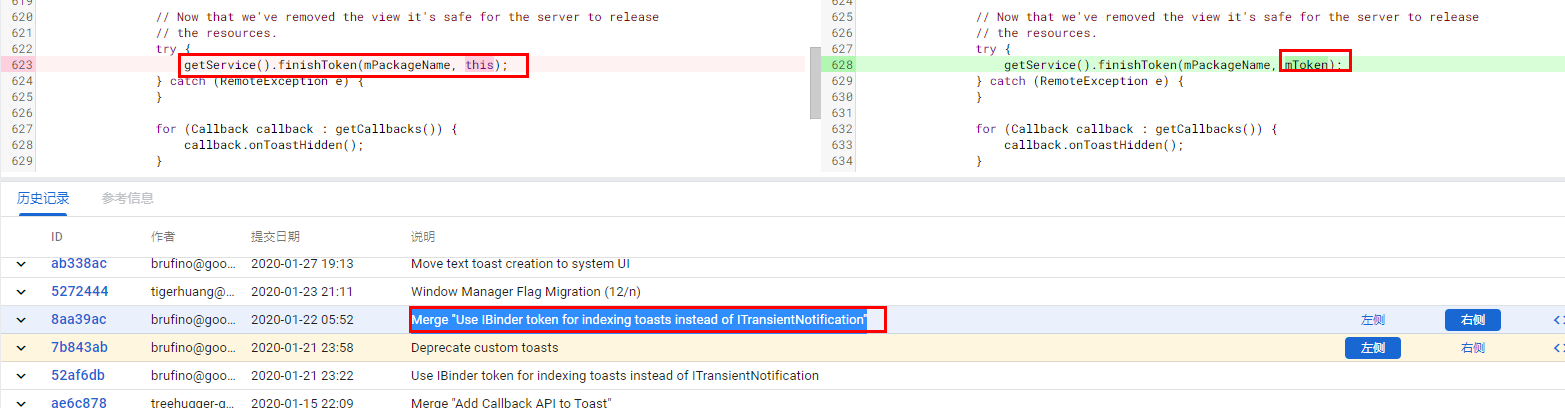 619
620 // Now that we've removed the view it's safe for the server to release
621 // the resources.
622 try {
623 getService().finishToken(mPackageName, this);
624 } catch (RemoteException e) {
625 }
626
627 for (Callback callback : getCallbacks()) {
628 callback.onToastHidden();
629 }
624
625 // Now that we've removed the view it's safe for the server to release
626 // the resources.
627 try {
628 getService().finishToken(mPackageName, mToken);
629 } catch (RemoteException e) {
630 }
631
632 for (Callback callback : getCallbacks()) {
633 callback.onToastHidden();
634 }
历史记录 参考信息
ID 作者 提交日期 说明
ab338ac brufino@goo... 2020-01-27 19:13 Move text toast creation to system UI
5272444 tigerhuang@... 2020-01-23 21:11 Window Manager Flag Migration (12/n)
8aa39ac brufino@goo... 2020-01-22 05:52 Merge "Use IBinder token for indexing toasts instead of ITransientNotification" 左侧 右侧
7b843ab brufino@goo... 2020-01-21 23:58 Deprecate custom toasts 左侧 右侧
52af6db brufino@goo... 2020-01-21 23:22 Use IBinder token for indexing toasts instead of ITransientNotification
ae6c878 treehugger-g... 2020-01-15 22:09 Merge "Add Callback API to Toast"